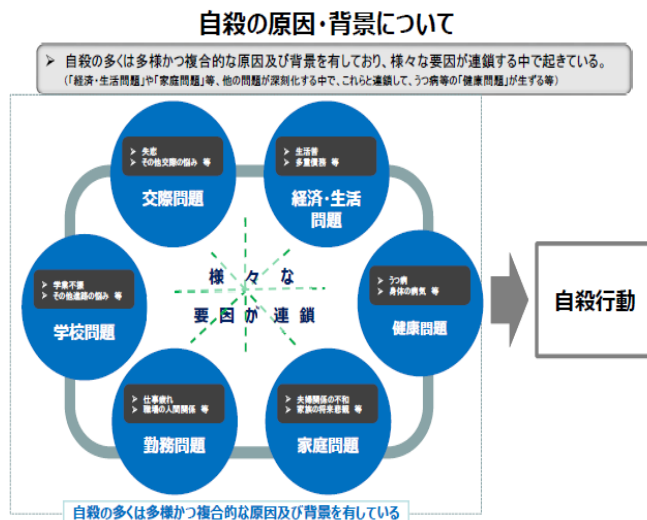 自殺の原因・背景について
➢ 自殺の多くは多様かつ複合的な原因及び背景を有しており、様々な要因が連鎖する中で起きている。
(「経済・生活問題」や「家庭問題」等、他の問題が深刻化する中で、これらと連鎖して、うつ病等の「健康問題」が生ずる等)
➢ 失恋
➢ その他交際の悩み 等
交際問題
➢ 生活苦
➢ 多重債務 等
経済・生活
問題
➢ 学業不振
➢ その他進路の悩み 等
学校問題
様々な
要因が連鎖
➢ うつ病
➢ 身体の病気 等
健康問題
自殺行動
➢ 仕事疲れ
➢ 職場の人間関係 等
勤務問題
➢ 夫婦関係の不和
➢ 家族の将来悲観 等
家庭問題
自殺の多くは多様かつ複合的な原因及び背景を有している